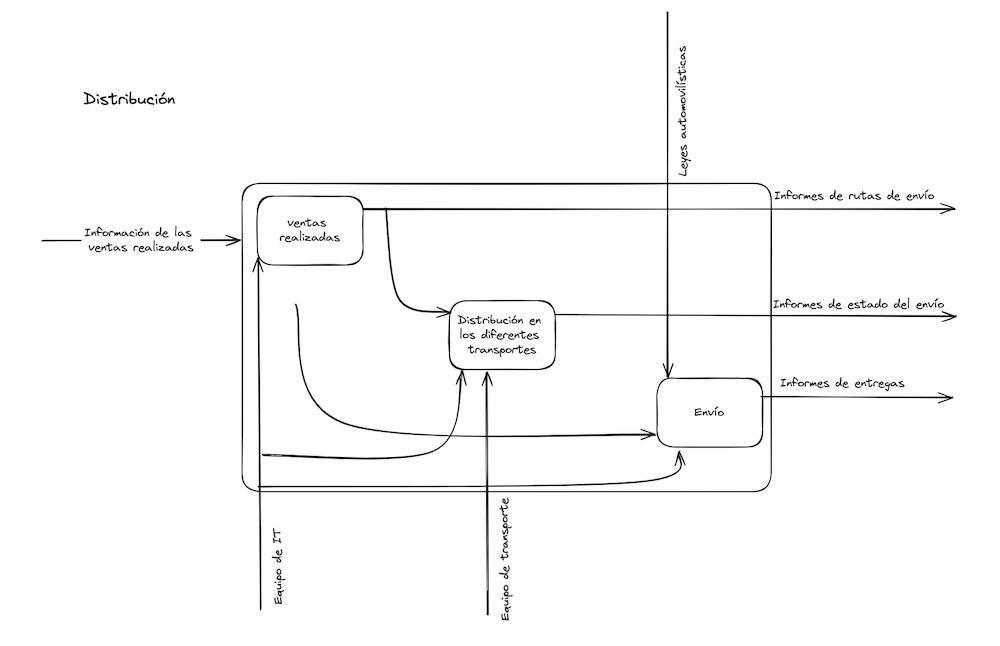 Distribución
Leyes automovilísticas
Informes de rutas de envío
ventas
realizadas
Información de las
ventas realizadas
Informes de estado del envío
Distribución en
los diferentes
transportes
Informes de entregas
Envío
Equipo de IT
Equipo de transporte